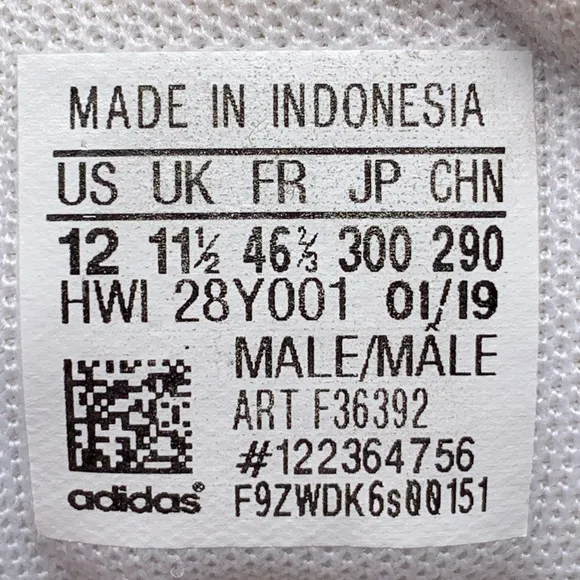 MADE IN INDONESIA
US UK FR JP CHN
12 11½ 46⅔ 300 290
HWI 28Y001 01/19
MALE/MÂLE
ART F36392
#122364756
adidas® F9ZWDK6s00151